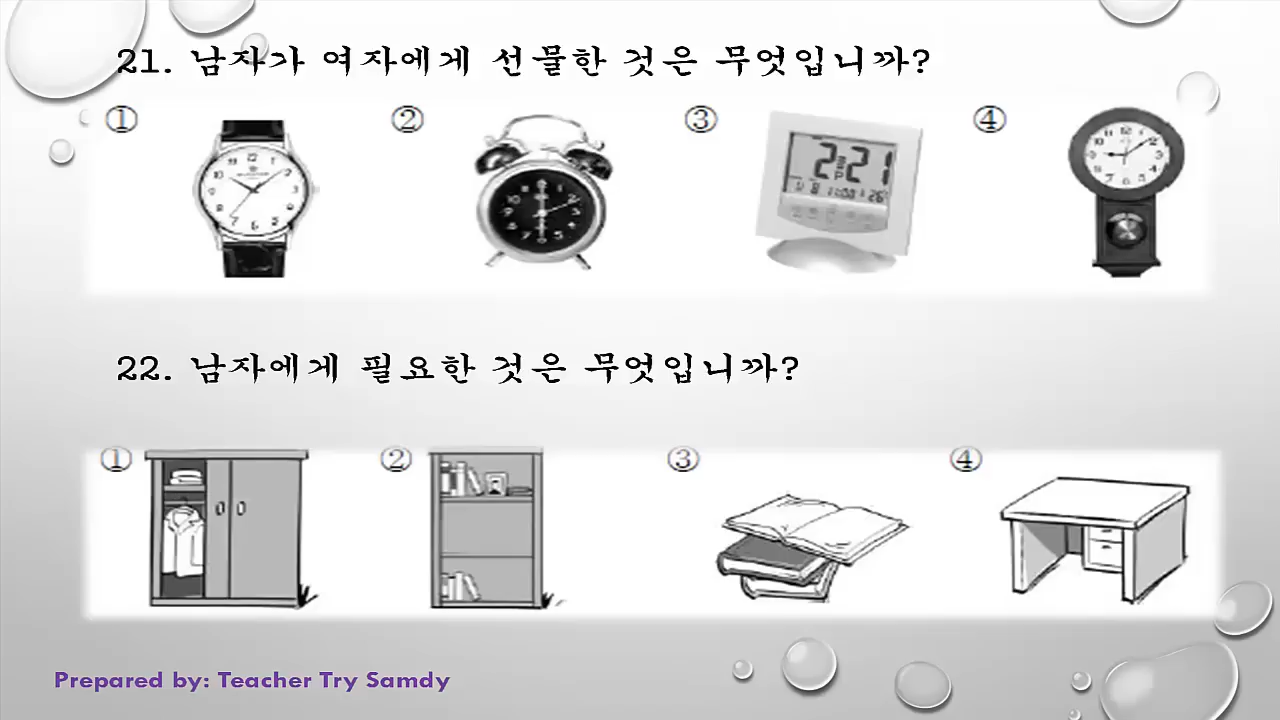 21. 남자가 여자에게 선물한 것은 무엇입니까?
① ② ③ ④
22. 남자에게 필요한 것은 무엇입니까?
① ② ③ ④
Prepared by: Teacher Try Samdy